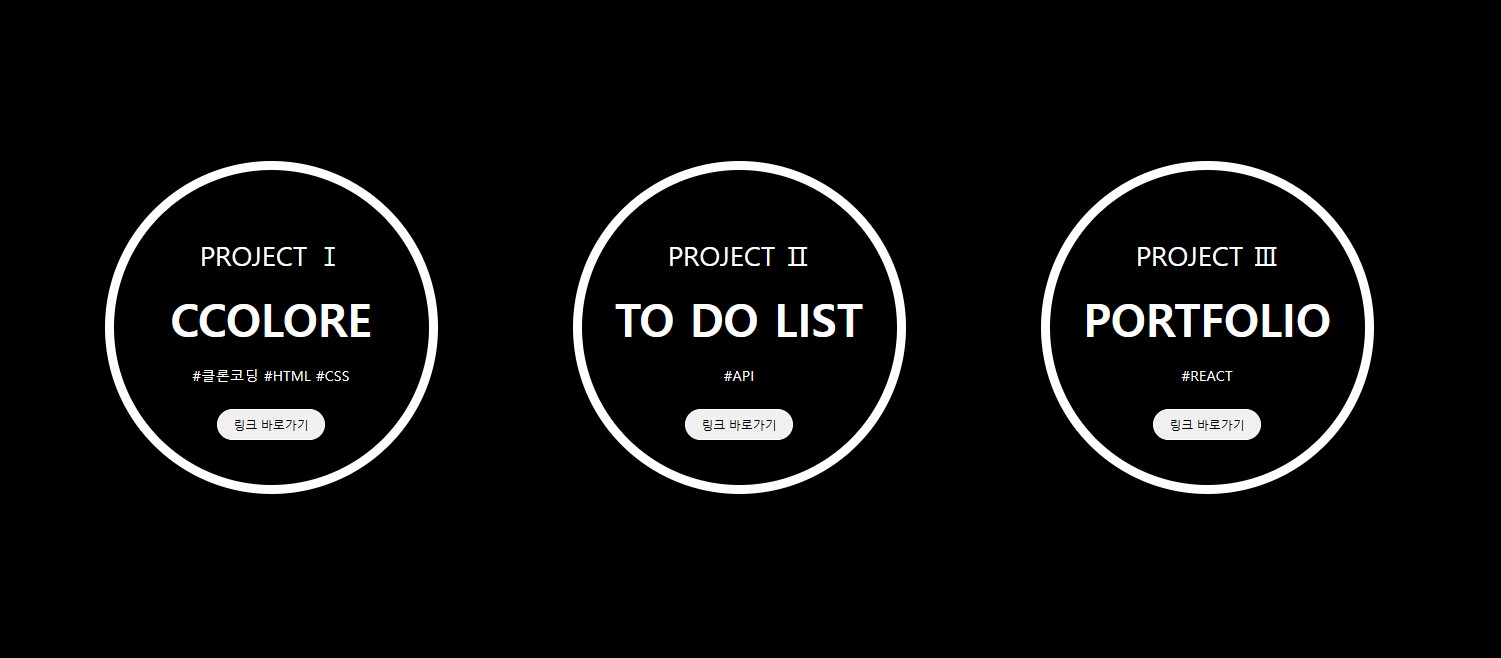 PROJECT Ⅰ
CCOLORE
#클론코딩 #HTML #CSS
링크 바로가기
PROJECT Ⅱ
TO DO LIST
#API
링크 바로가기
PROJECT Ⅲ
PORTFOLIO
#REACT
링크 바로가기